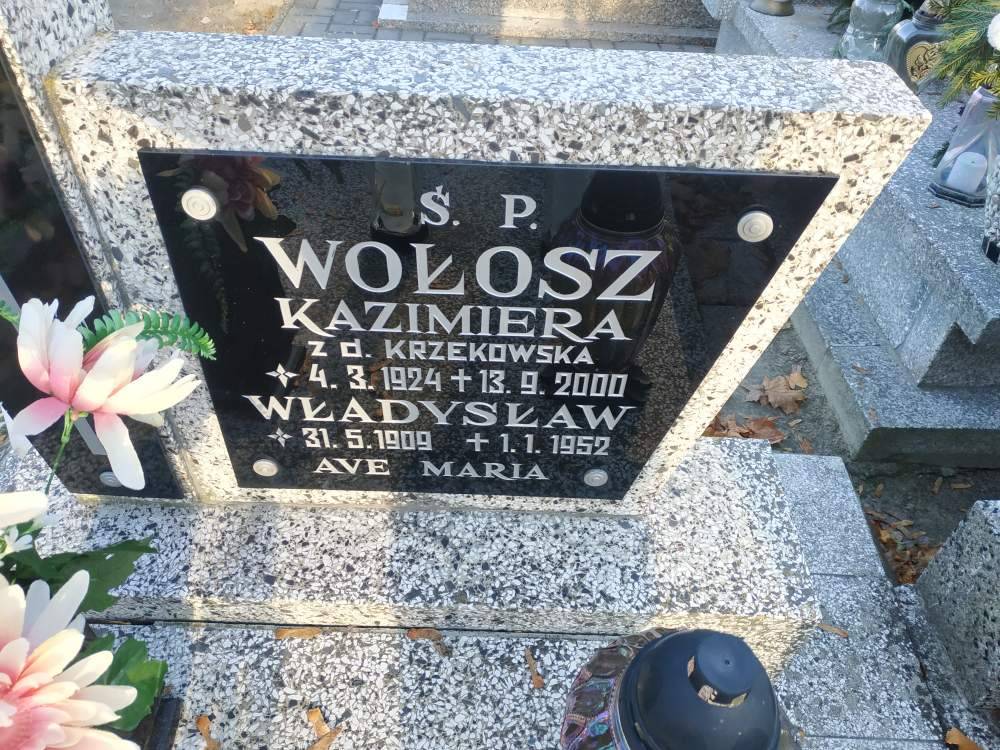 Ś. P.
WOŁOSZ
KAZIMIERA
z d. KRZEKOWSKA
4. 3. 1924 + 13. 9. 2000
WŁADYSŁAW
31. 5. 1909 + 1. 1. 1952
AVE MARIA